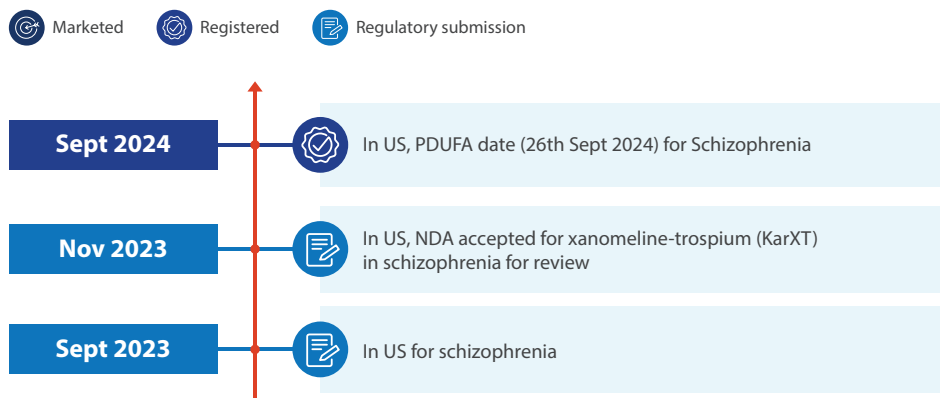 Marketed
Registered
Regulatory submission
Sept 2024
In US, PDUFA date (26th Sept 2024) for Schizophrenia
Nov 2023
In US, NDA accepted for xanomeline-trospium (KarXT)
in schizophrenia for review
Sept 2023
In US for schizophrenia